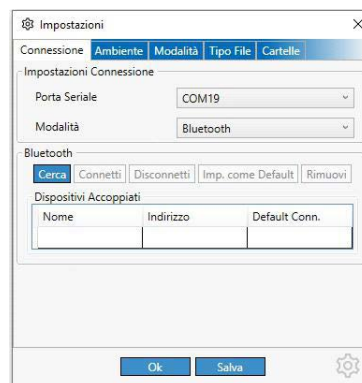 Impostazioni
Connessione Ambiente Modalità Tipo File Cartelle
Impostazioni Connessione
Porta Seriale COM19
Modalità Bluetooth
Bluetooth
Cerca Connetti Disconnetti Imp. come Default Rimuovi
Dispositivi Accoppiati
Nome Indirizzo Default Conn.
Ok Salva